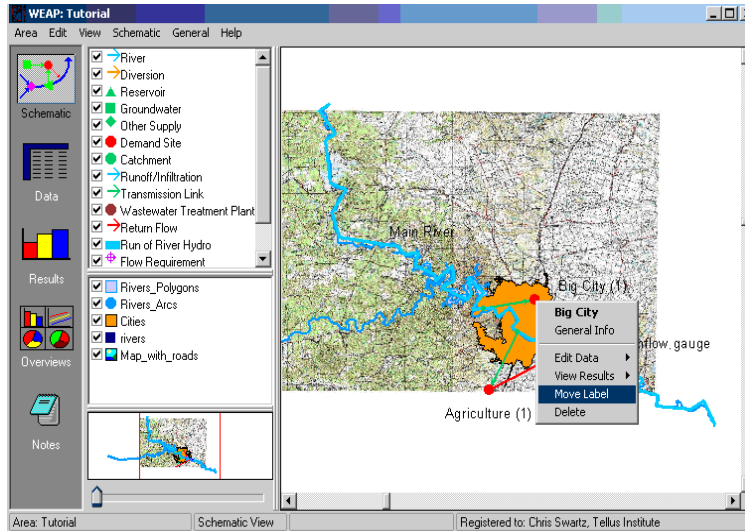 WEAP: Tutorial
Area Edit View Schematic General Help
Schematic
Data
Results
Overviews
Notes
River
Diversion
Reservoir
Groundwater
Other Supply
Demand Site
Catchment
Runoff/Infiltration
Transmission Link
Wastewater Treatment Plant
Return Flow
Run of River Hydro
Flow Requirement
Rivers_Polygons
Rivers_Arcs
Cities
rivers
Map_with_roads
Main River
Big City (1)
Big City
General Info
Edit Data
View Results
Move Label
Delete
nflow_gauge
Agriculture (1)
Area: Tutorial
Schematic View
Registered to: Chris Swartz, Tellus Institute